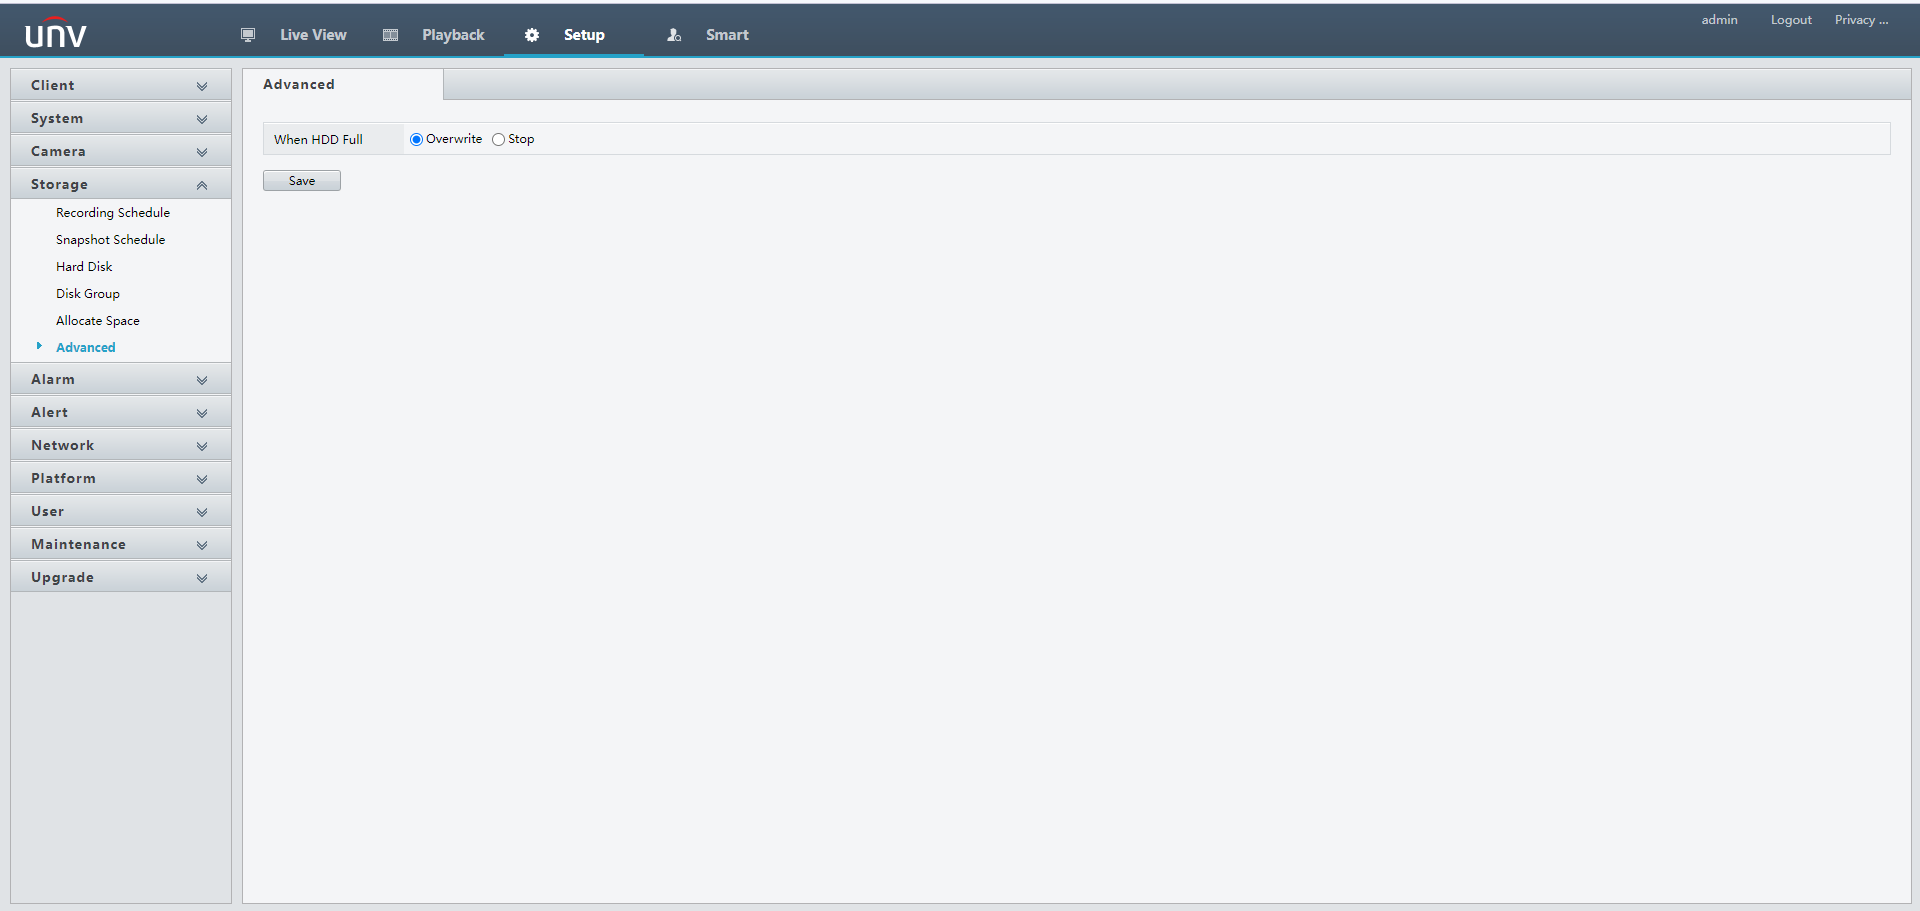 unv
Live View
Playback
Setup
Smart
admin
Logout
Privacy ...
Client
System
Camera
Storage
Recording Schedule
Snapshot Schedule
Hard Disk
Disk Group
Allocate Space
Advanced
Alarm
Alert
Network
Platform
User
Maintenance
Upgrade
Advanced
When HDD Full Overwrite Stop
Save